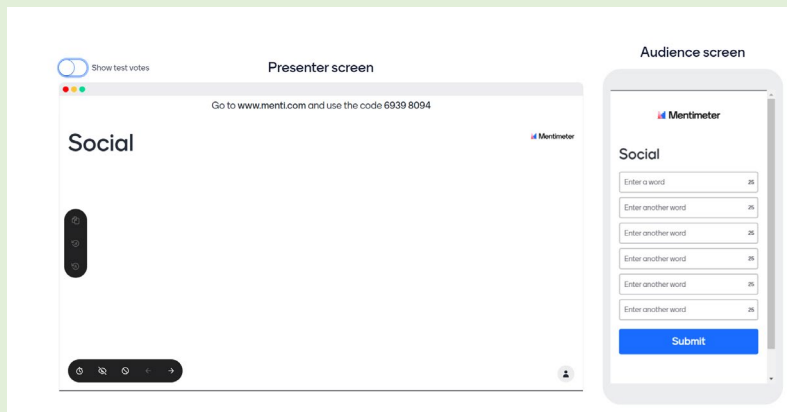 Show test votes
Presenter screen
Audience screen
Go to www.menti.com and use the code 6939 8094
Social
Mentimeter
Mentimeter
Social
Enter a word 25
Enter another word 25
Enter another word 25
Enter another word 25
Enter another word 25
Enter another word 25
Submit